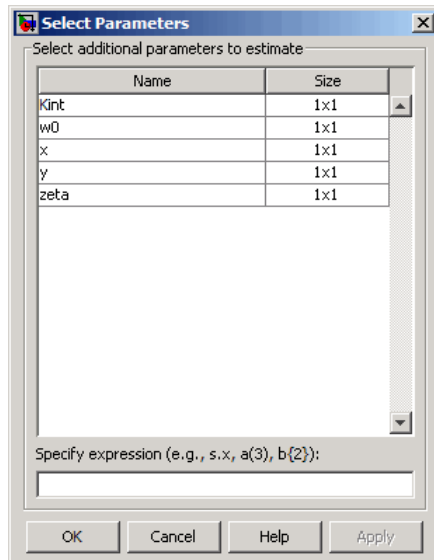 Select Parameters
Select additional parameters to estimate
Name Size
Kint 1x1
w0 1x1
x 1x1
y 1x1
zeta 1x1
Specify expression (e.g., s.x, a(3), b{2}):
OK Cancel Help Apply